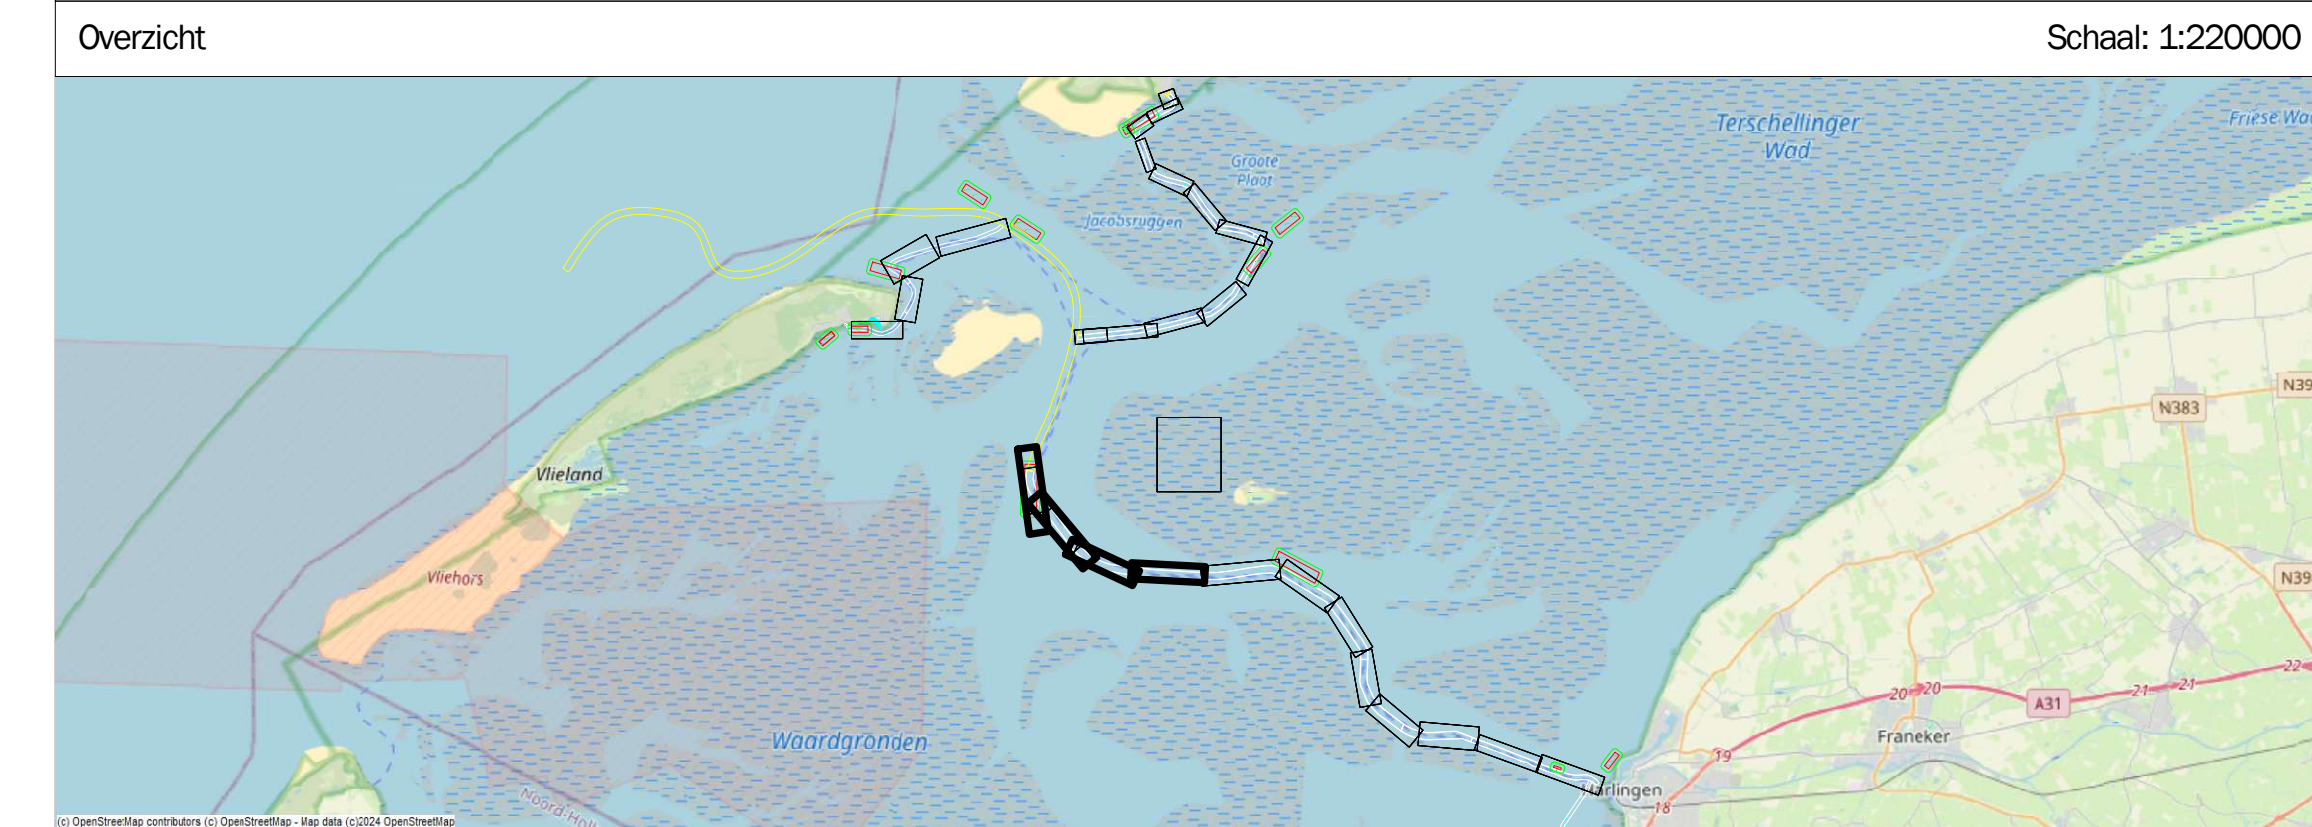 Overzicht
Schaal: 1:220000
Terschellinger
Wad
Friese Wa
Groote
Plaat
Jacobsruggen
N39
N383
Vlieland
Vliehors
N39
22
21
21
20
20
A31
Franeker
19
Waardgronden
Harlingen
18
Noord-Holl
(c) OpenStreetMap contributors (c) OpenStreetMap - Map data (c)2024 OpenStreetMap